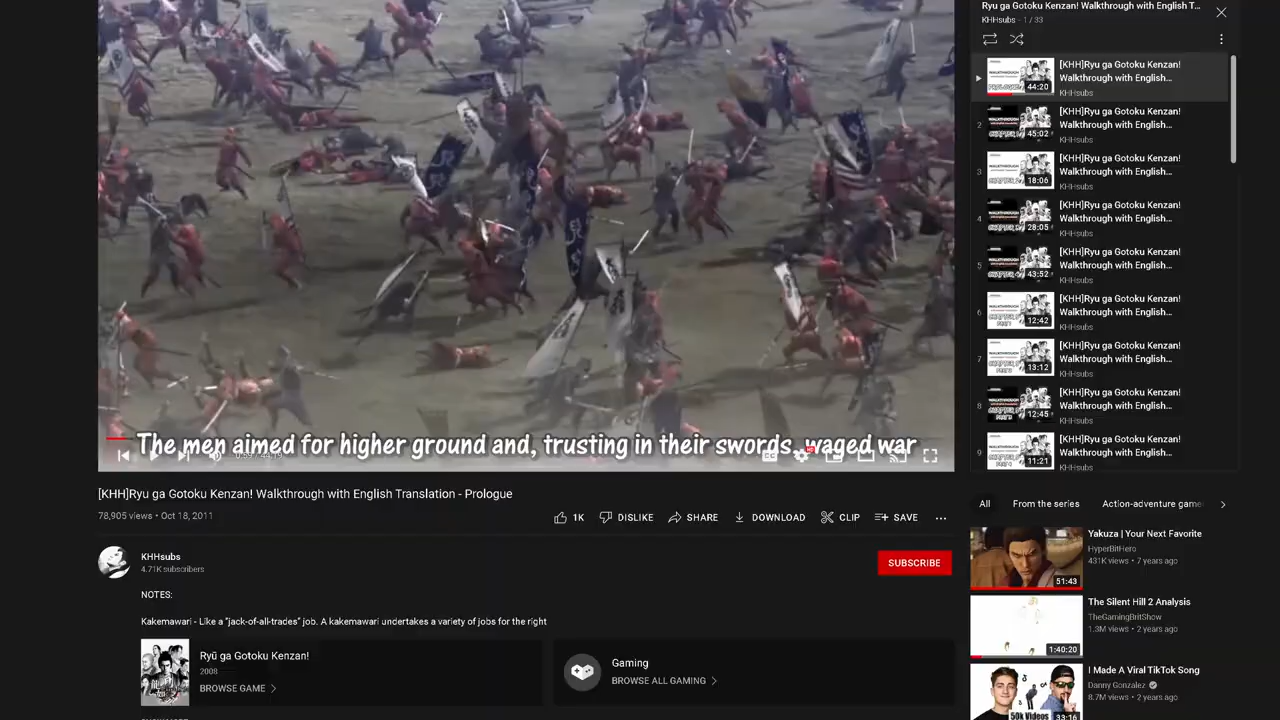 The men aimed for higher ground and, trusting in their swords, waged war
[KHH]Ryu ga Gotoku Kenzan! Walkthrough with English Translation - Prologue
78,905 views • Oct 18, 2011
1K
DISLIKE
SHARE
DOWNLOAD
CLIP
SAVE
KHHsubs
4.71K subscribers
SUBSCRIBE
NOTES:
Kakemawari - Like a "jack-of-all-trades" job. A kakemawari undertakes a variety of jobs for the right
Ryū ga Gotoku Kenzan!
2008
BROWSE GAME
Gaming
BROWSE ALL GAMING
Ryu ga Gotoku Kenzan! Walkthrough with English T...
KHHsubs - 1 / 33
44:20
[KHH]Ryu ga Gotoku Kenzan!
Walkthrough with English...
KHHsubs
2
45:02
[KHH]Ryu ga Gotoku Kenzan!
Walkthrough with English...
KHHsubs
3
18:06
[KHH]Ryu ga Gotoku Kenzan!
Walkthrough with English...
KHHsubs
4
28:05
[KHH]Ryu ga Gotoku Kenzan!
Walkthrough with English...
KHHsubs
5
43:52
[KHH]Ryu ga Gotoku Kenzan!
Walkthrough with English...
KHHsubs
6
12:42
[KHH]Ryu ga Gotoku Kenzan!
Walkthrough with English...
KHHsubs
7
13:12
[KHH]Ryu ga Gotoku Kenzan!
Walkthrough with English...
KHHsubs
8
12:45
[KHH]Ryu ga Gotoku Kenzan!
Walkthrough with English...
KHHsubs
9
11:21
[KHH]Ryu ga Gotoku Kenzan!
Walkthrough with English...
KHHsubs
All
From the series
Action-adventure game
51:43
Yakuza | Your Next Favorite
HyperBitHero
431K views • 7 years ago
1:40:20
The Silent Hill 2 Analysis
TheGamingBritShow
1.3M views • 2 years ago
50k Videos
33:16
I Made A Viral TikTok Song
Danny Gonzalez
8.7M views • 2 years ago